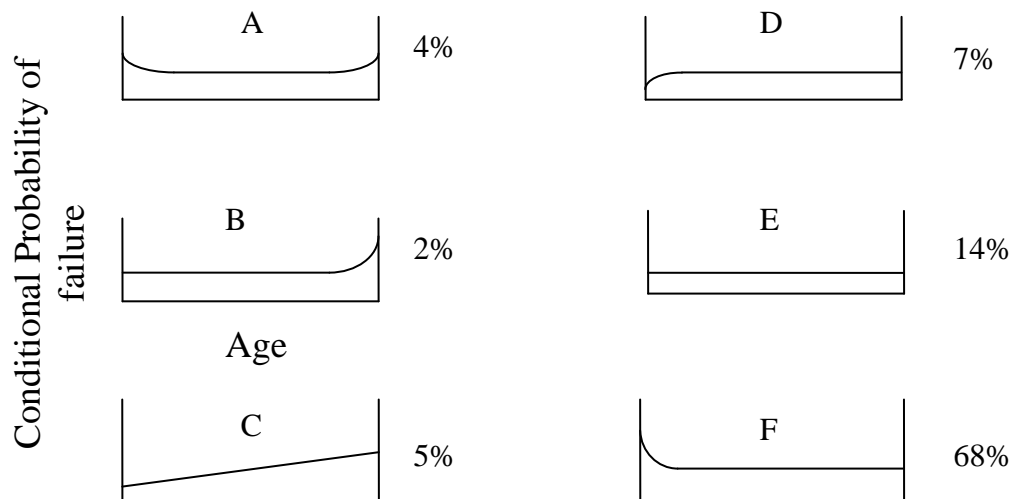 Conditional Probability of
failure
A
4%
D
7%
B
2%
E
14%
Age
C
5%
F
68%